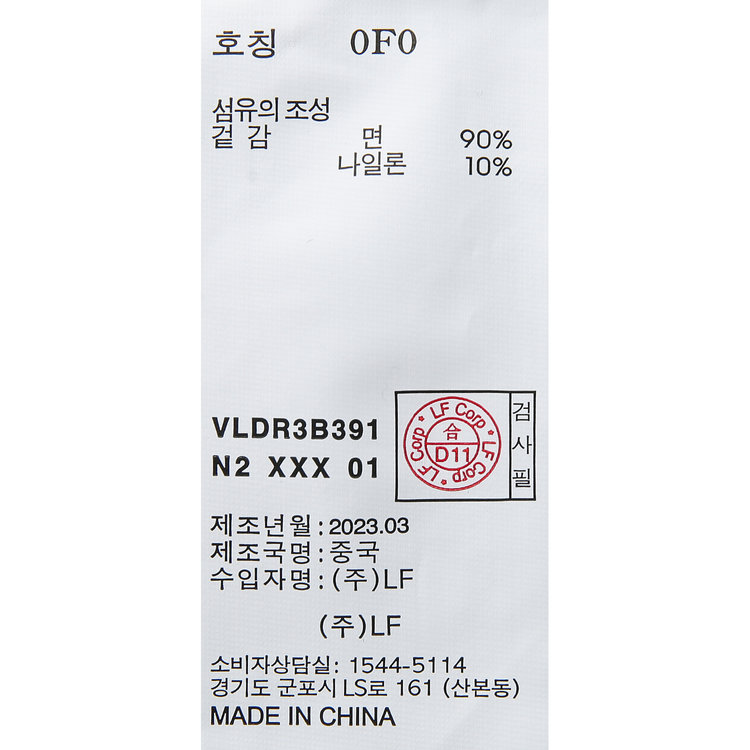 호칭 0F0
섬유의 조성
겉 감 면 90%
나일론 10%
VLDR3B391
N2 XXX 01
LF Corp * LF Corp * LF Corp *
合
D11
검사필
제조년월 : 2023.03
제조국명 : 중국
수입자명 : (주)LF
(주)LF
소비자상담실: 1544-5114
경기도 군포시 LS로 161 (산본동)
MADE IN CHINA